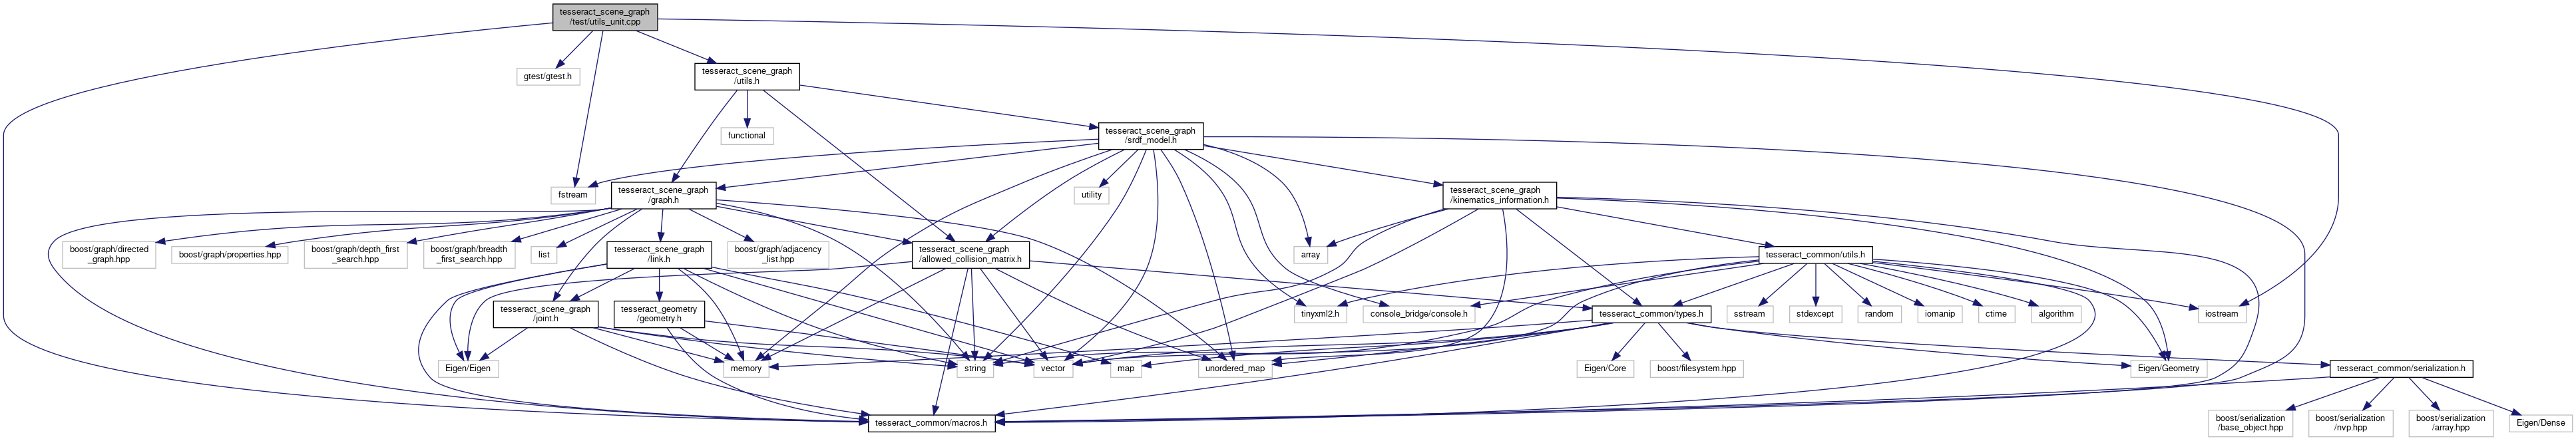 tesseract_scene_graph
/test/utils_unit.cpp
gtest/gtest.h
tesseract_scene_graph
/utils.h
functional
tesseract_scene_graph
/srdf_model.h
fstream
tesseract_scene_graph
/graph.h
utility
tesseract_scene_graph
/kinematics_information.h
boost/graph/directed
_graph.hpp
boost/graph/properties.hpp
boost/graph/depth_first
_search.hpp
boost/graph/breadth
_first_search.hpp
list
tesseract_scene_graph
/link.h
boost/graph/adjacency
_list.hpp
tesseract_scene_graph
/allowed_collision_matrix.h
array
tesseract_common/utils.h
tesseract_scene_graph
/joint.h
tesseract_geometry
/geometry.h
tinyxml2.h
console_bridge/console.h
tesseract_common/types.h
sstream
stdexcept
random
iomanip
ctime
algorithm
iostream
Eigen/Eigen
memory
string
vector
map
unordered_map
Eigen/Core
boost/filesystem.hpp
Eigen/Geometry
tesseract_common/serialization.h
tesseract_common/macros.h
boost/serialization
/base_object.hpp
boost/serialization
/nvp.hpp
boost/serialization
/array.hpp
Eigen/Dense